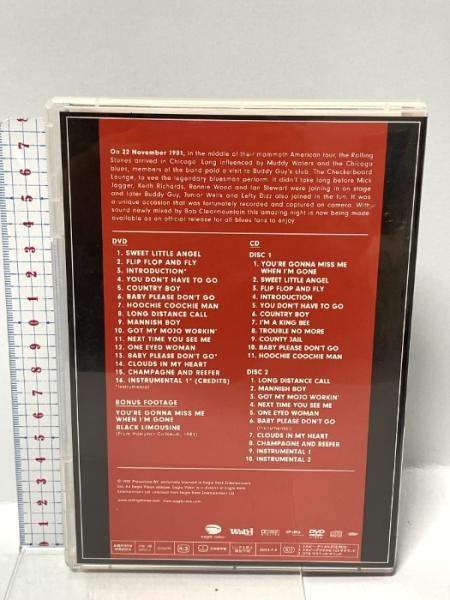 On 22 November 1981, in the middle of their mammoth American tour, the Rolling
Stones arrived in Chicago. Long influenced by Muddy Waters and the Chicago
blues, members of the band paid a visit to Buddy Guy's club, The Checkerboard
Lounge, to see the legendary bluesman perform. It didn't take long before Mick
Jagger, Keith Richards, Ronnie Wood and Ian Stewart were joining in on stage
and later Buddy Guy, Junior Wells and Lefty Dizz also joined in the fun. It was
a unique occasion that was fortunately recorded and captured on camera. With
sound newly mixed by Bob Clearmountain this amazing night is now being made
available as an official release for all blues fans to enjoy.
DVD
1. SWEET LITTLE ANGEL
2. FLIP FLOP AND FLY
3. INTRODUCTION*
4. YOU DON'T HAVE TO GO
5. COUNTRY BOY
6. BABY PLEASE DON'T GO
7. HOOCHIE COOCHIE MAN
8. LONG DISTANCE CALL
9. MANNISH BOY
10. GOT MY MOJO WORKIN'
11. NEXT TIME YOU SEE ME
12. ONE EYED WOMAN
13. BABY PLEASE DON'T GO*
14. CLOUDS IN MY HEART
15. CHAMPAGNE AND REEFER
16. INSTRUMENTAL 1* (CREDITS)
*Instrumental
BONUS FOOTAGE
YOU'RE GONNA MISS ME
WHEN I'M GONE
BLACK LIMOUSINE
(From Hampton Coliseum, 1981)
CD
DISC 1
1. YOU'RE GONNA MISS ME
WHEN I'M GONE
2. SWEET LITTLE ANGEL
3. FLIP FLOP AND FLY
4. INTRODUCTION
5. YOU DON'T HAVE TO GO
6. COUNTRY BOY
7. I'M A KING BEE
8. TROUBLE NO MORE
9. COUNTY JAIL
10. BABY PLEASE DON'T GO
11. HOOCHIE COOCHIE MAN
DISC 2
1. LONG DISTANCE CALL
2. MANNISH BOY
3. GOT MY MOJO WORKIN'
4. NEXT TIME YOU SEE ME
5. ONE EYED WOMAN
6. BABY PLEASE DON'T GO
(Instrumental)
7. CLOUDS IN MY HEART
8. CHAMPAGNE AND REEFER
9. INSTRUMENTAL 1
10. INSTRUMENTAL 2
eagle vision
DVD
4:3